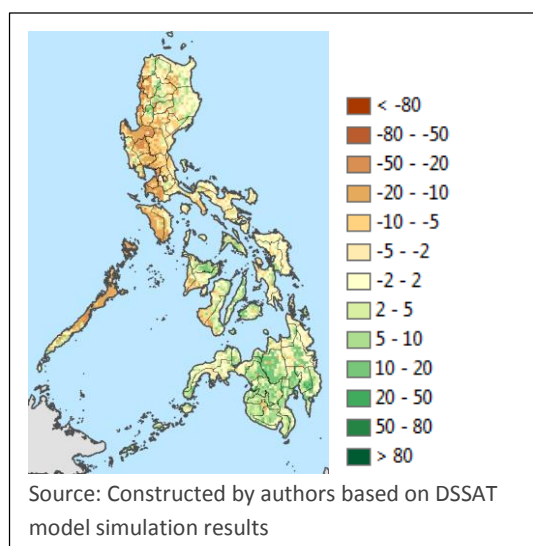 < -80
-80 - -50
-50 - -20
-20 - -10
-10 - -5
-5 - -2
-2 - 2
2 - 5
5 - 10
10 - 20
20 - 50
50 - 80
> 80
Source: Constructed by authors based on DSSAT
model simulation results